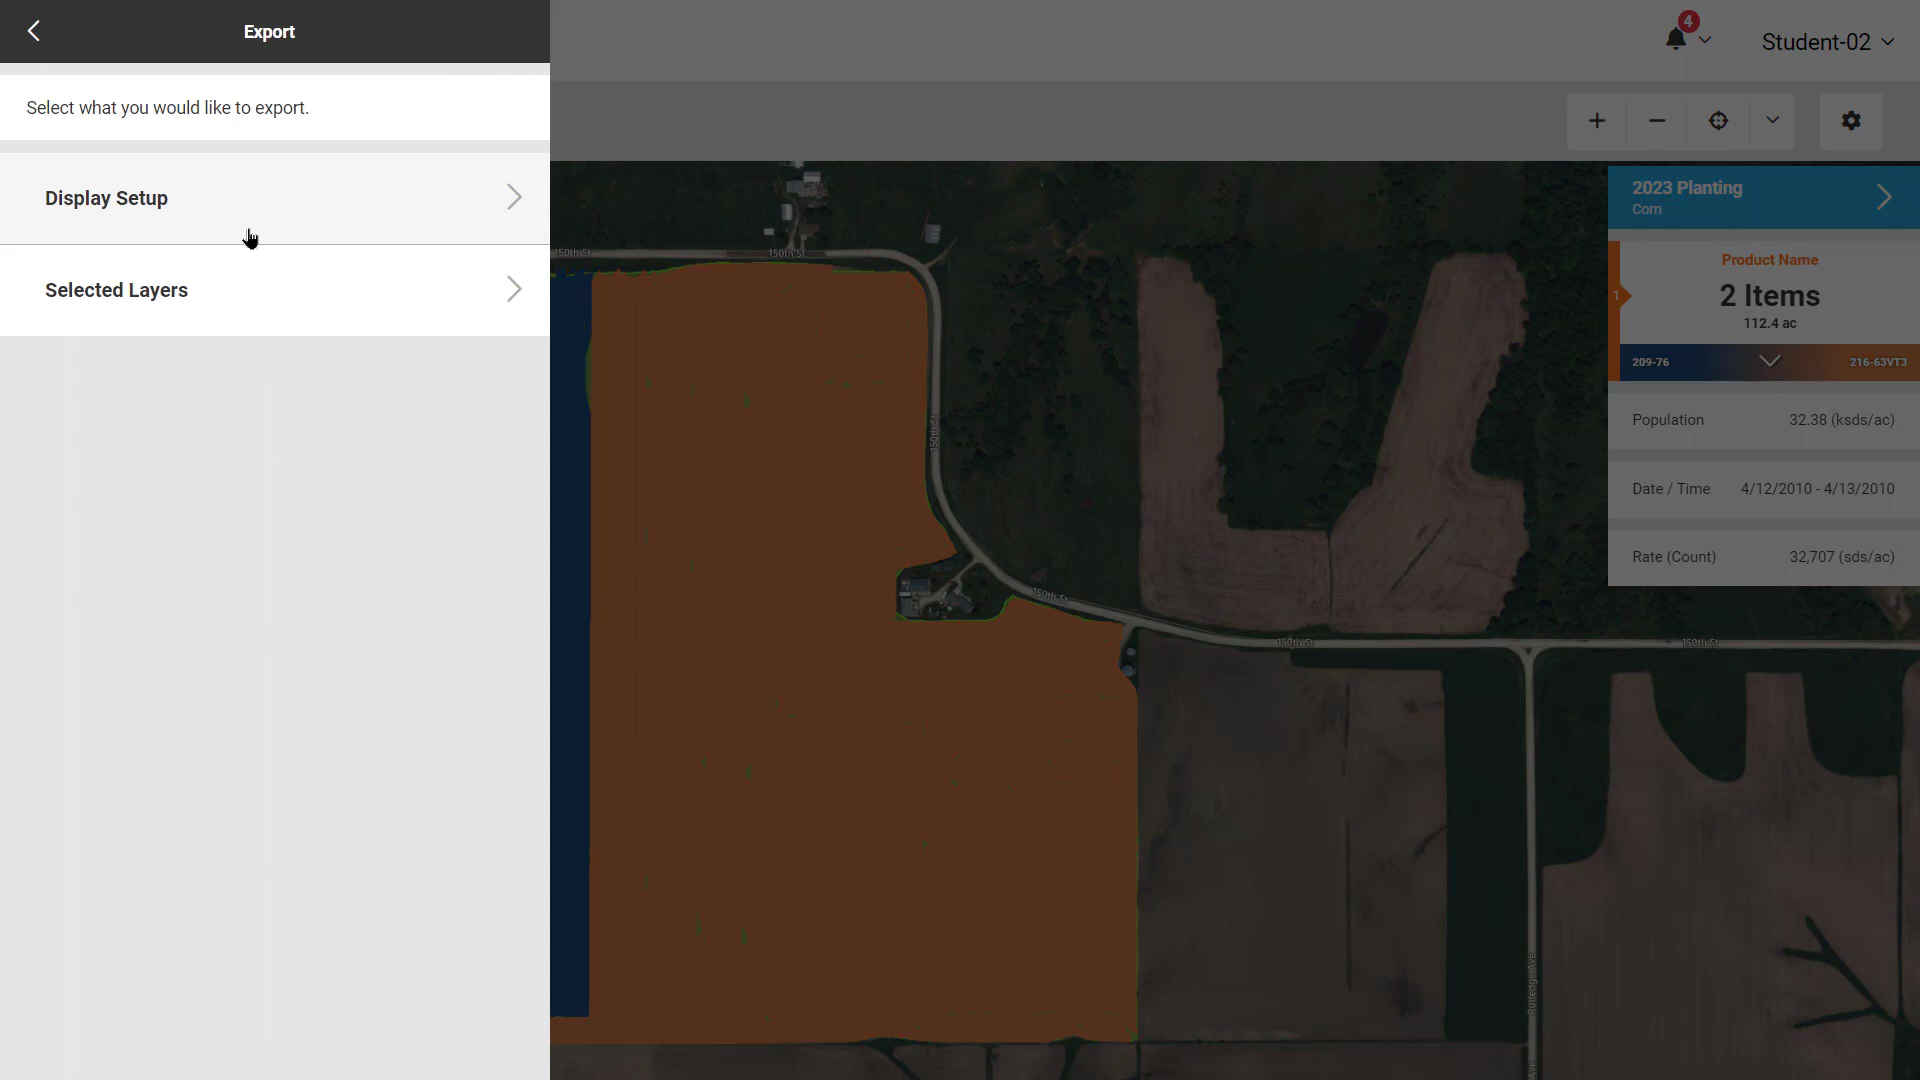 Export
Select what you would like to export.
Display Setup
Selected Layers
4
Student-02
2023 Planting
Corn
Product Name
1
2 Items
112.4 ac
209-76
216-63VT3
Population
32.38 (ksds/ac)
Date / Time
4/12/2010 - 4/13/2010
Rate (Count)
32,707 (sds/ac)
150th St
150th St
150th St
150th St
150th St
150th St
Rutledge Ave
Ave